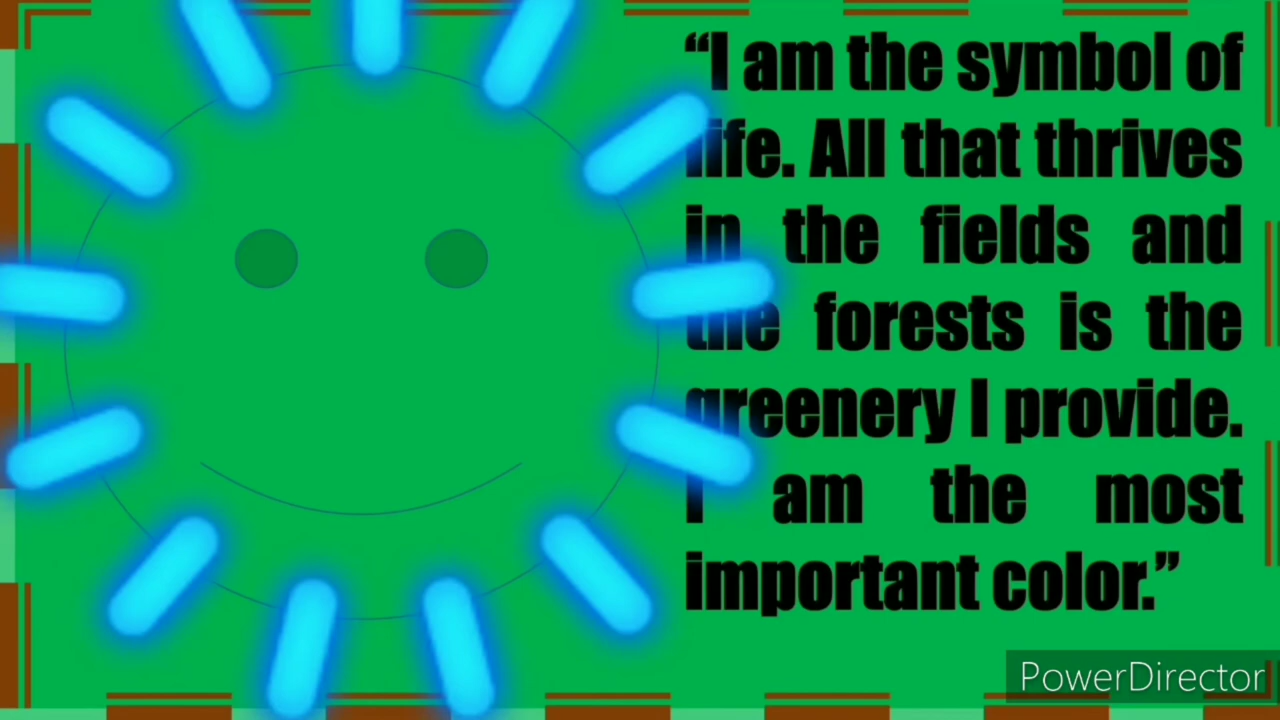 “I am the symbol of
life. All that thrives
in the fields and
the forests is the
greenery I provide.
I am the most
important color.”
PowerDirector